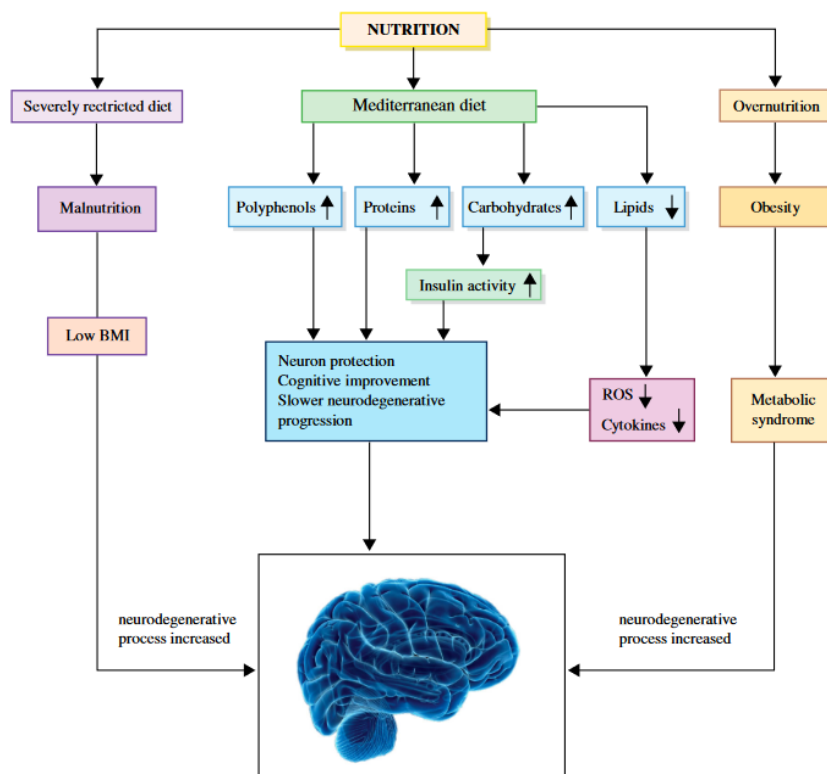 NUTRITION
Severely rectricted diet
Mediterranean diet
Overnutrition
Malnutrition
Polyphenols
Proteins
Carbohydrates
Lipids
Obesity
Insulin activity
Low BMI
Neuron protection
Cognitive improvement
Slower neurodegenerative
progression
ROS
Cytokines
Metabolic
syndrome
neurodegenerative
process increased
neurodegenerative
process increased